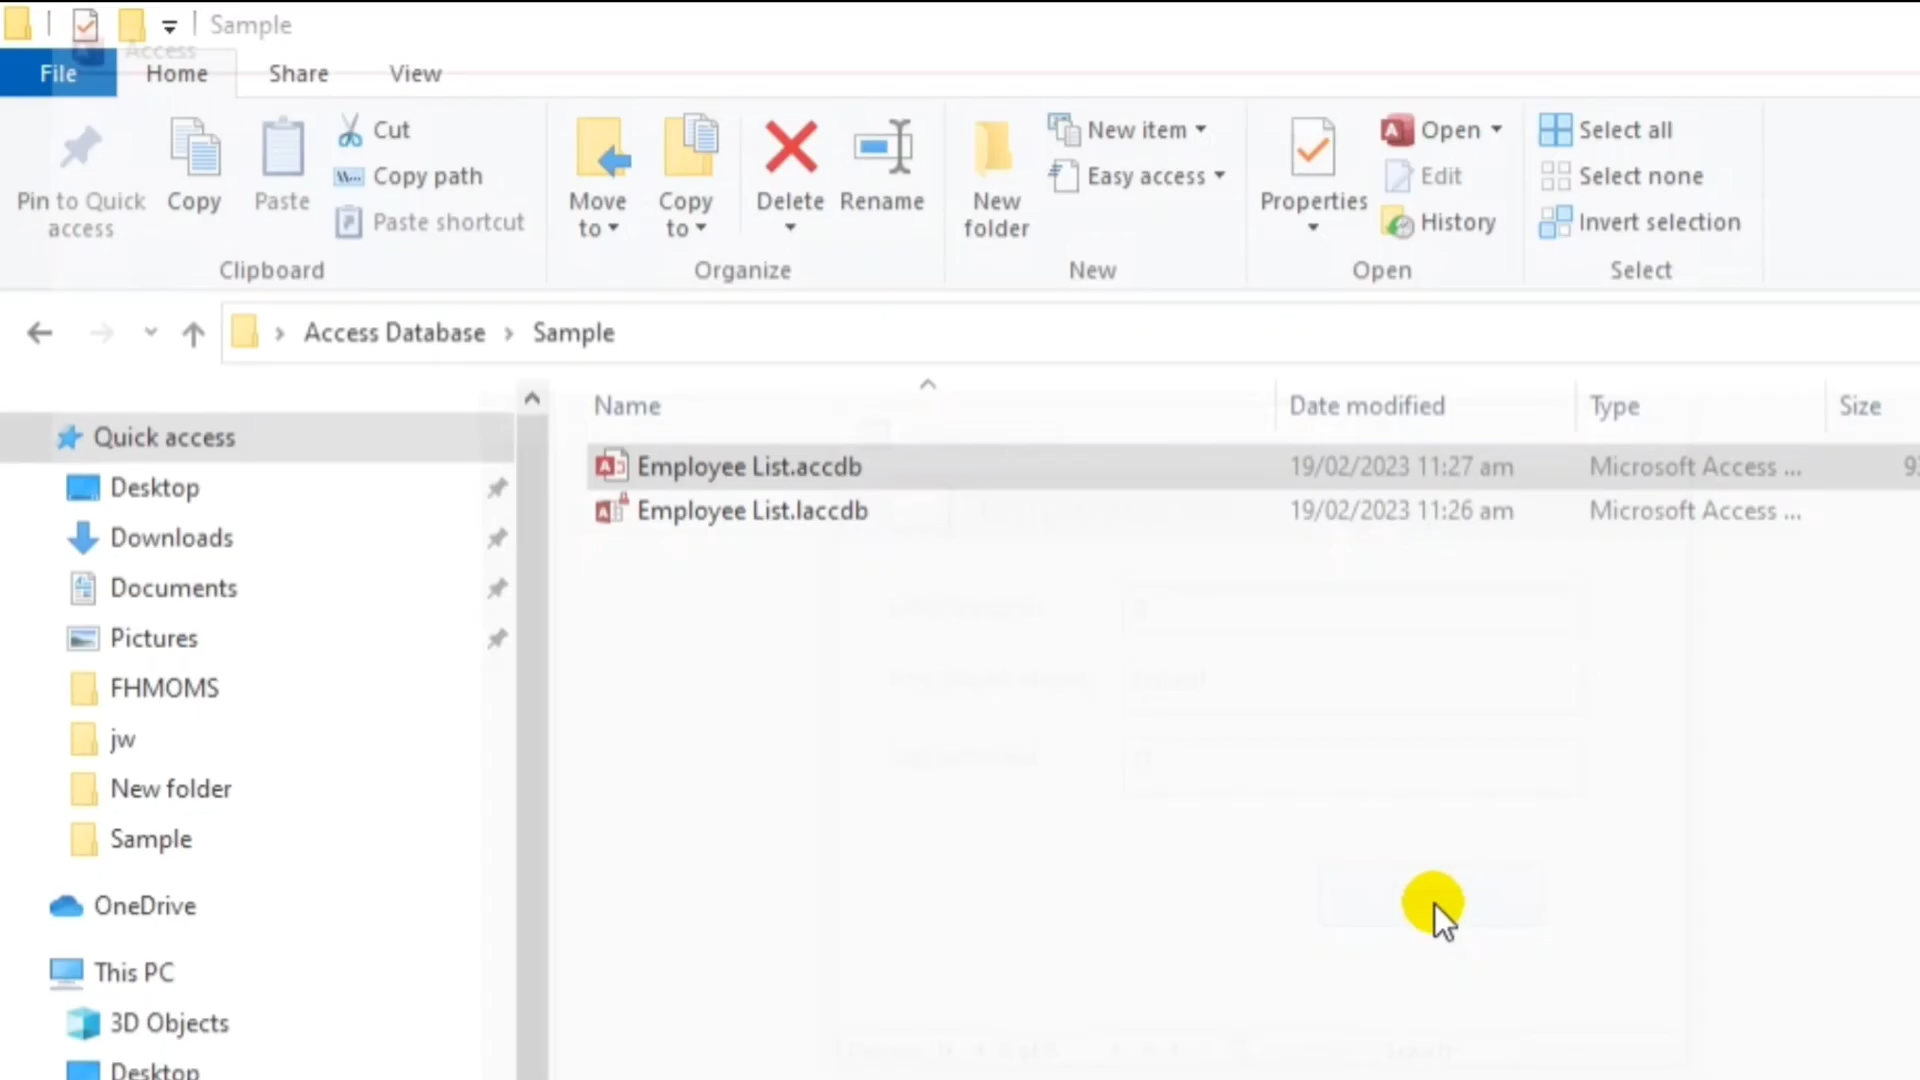 Sample
Access
File Home Share View
Pin to Quick access
Copy
Paste
Cut
Copy path
Paste shortcut
Clipboard
Move to
Copy to
Delete
Rename
Organize
New folder
New item
Easy access
New
Properties
Open
Edit
History
Open
Select all
Select none
Invert selection
Select
Access Database > Sample
Name Date modified Type Size
Employee List.accdb 19/02/2023 11:27 am Microsoft Access ...
Employee List.laccdb 19/02/2023 11:26 am Microsoft Access ...
Quick access
Desktop
Downloads
Documents
Pictures
FHMOMS
jw
New folder
Sample
OneDrive
This PC
3D Objects
Desktop